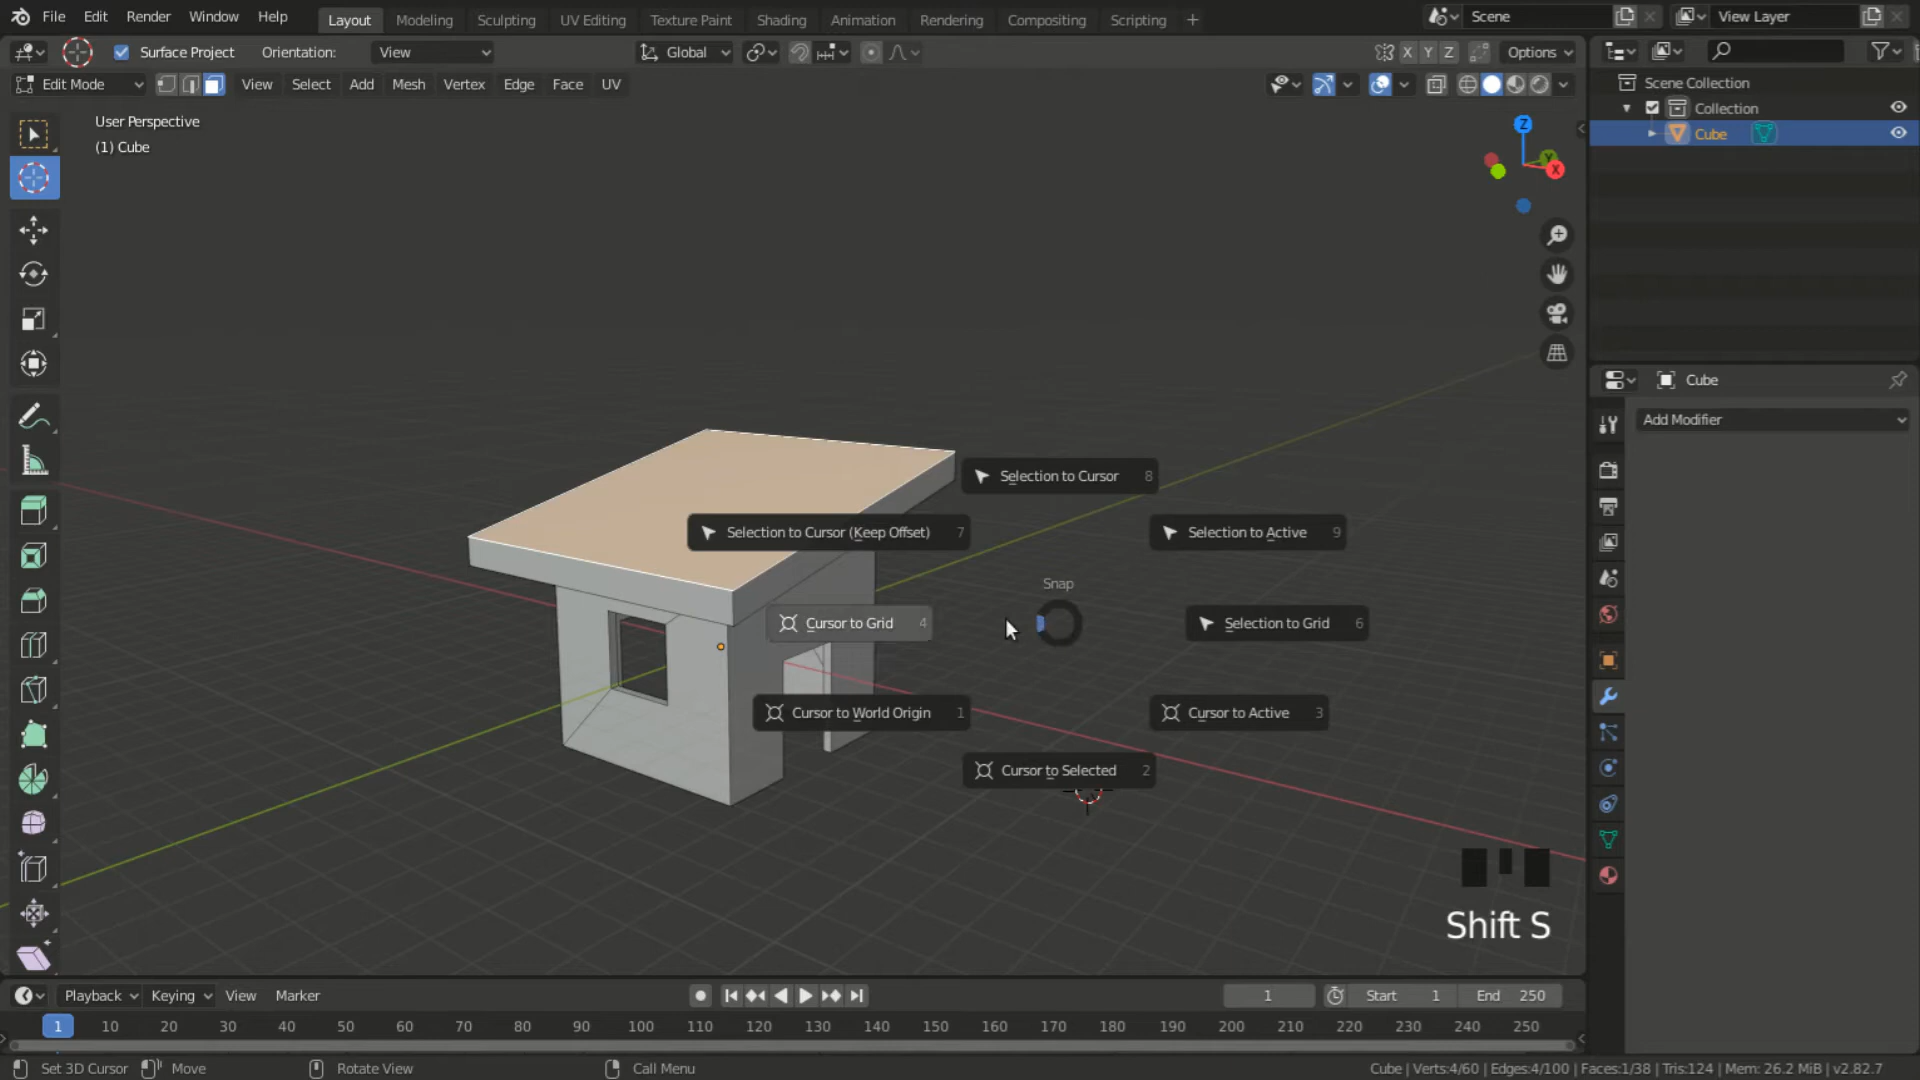 File Edit Render Window Help Layout Modeling Sculpting UV Editing Texture Paint Shading Animation Rendering Compositing Scripting + Scene View Layer
Surface Project Orientation: View Global X Y Z Options
Edit Mode View Select Add Mesh Vertex Edge Face UV
Scene Collection
Collection
Cube
User Perspective
(1) Cube
Z
Y
X
Cube
Add Modifier
Selection to Cursor 8
Selection to Cursor (Keep Offset) 7
Selection to Active 9
Snap
Cursor to Grid 4
Selection to Grid 6
Cursor to World Origin 1
Cursor to Active 3
Cursor to Selected 2
Shift S
Playback Keying View Marker 1 Start 1 End 250
1 10 20 30 40 50 60 70 80 90 100 110 120 130 140 150 160 170 180 190 200 210 220 230 240 250
Set 3D Cursor Move Rotate View Call Menu Cube | Verts:4/60 | Edges:4/100 | Faces:1/38 | Tris:124 | Mem: 26.2 MiB | v2.82.7